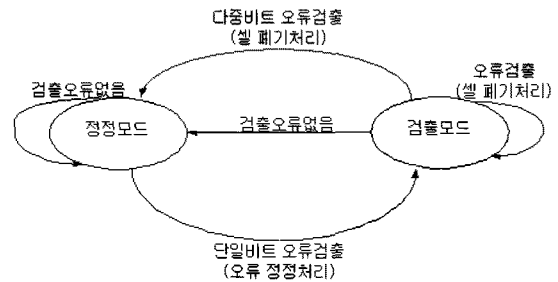 다중비트 오류검출
(셀 폐기처리)
오류검출
(셀 폐기처리)
검출오류없음
정정모드
검출오류없음
검출모드
단일비트 오류검출
(오류 정정처리)